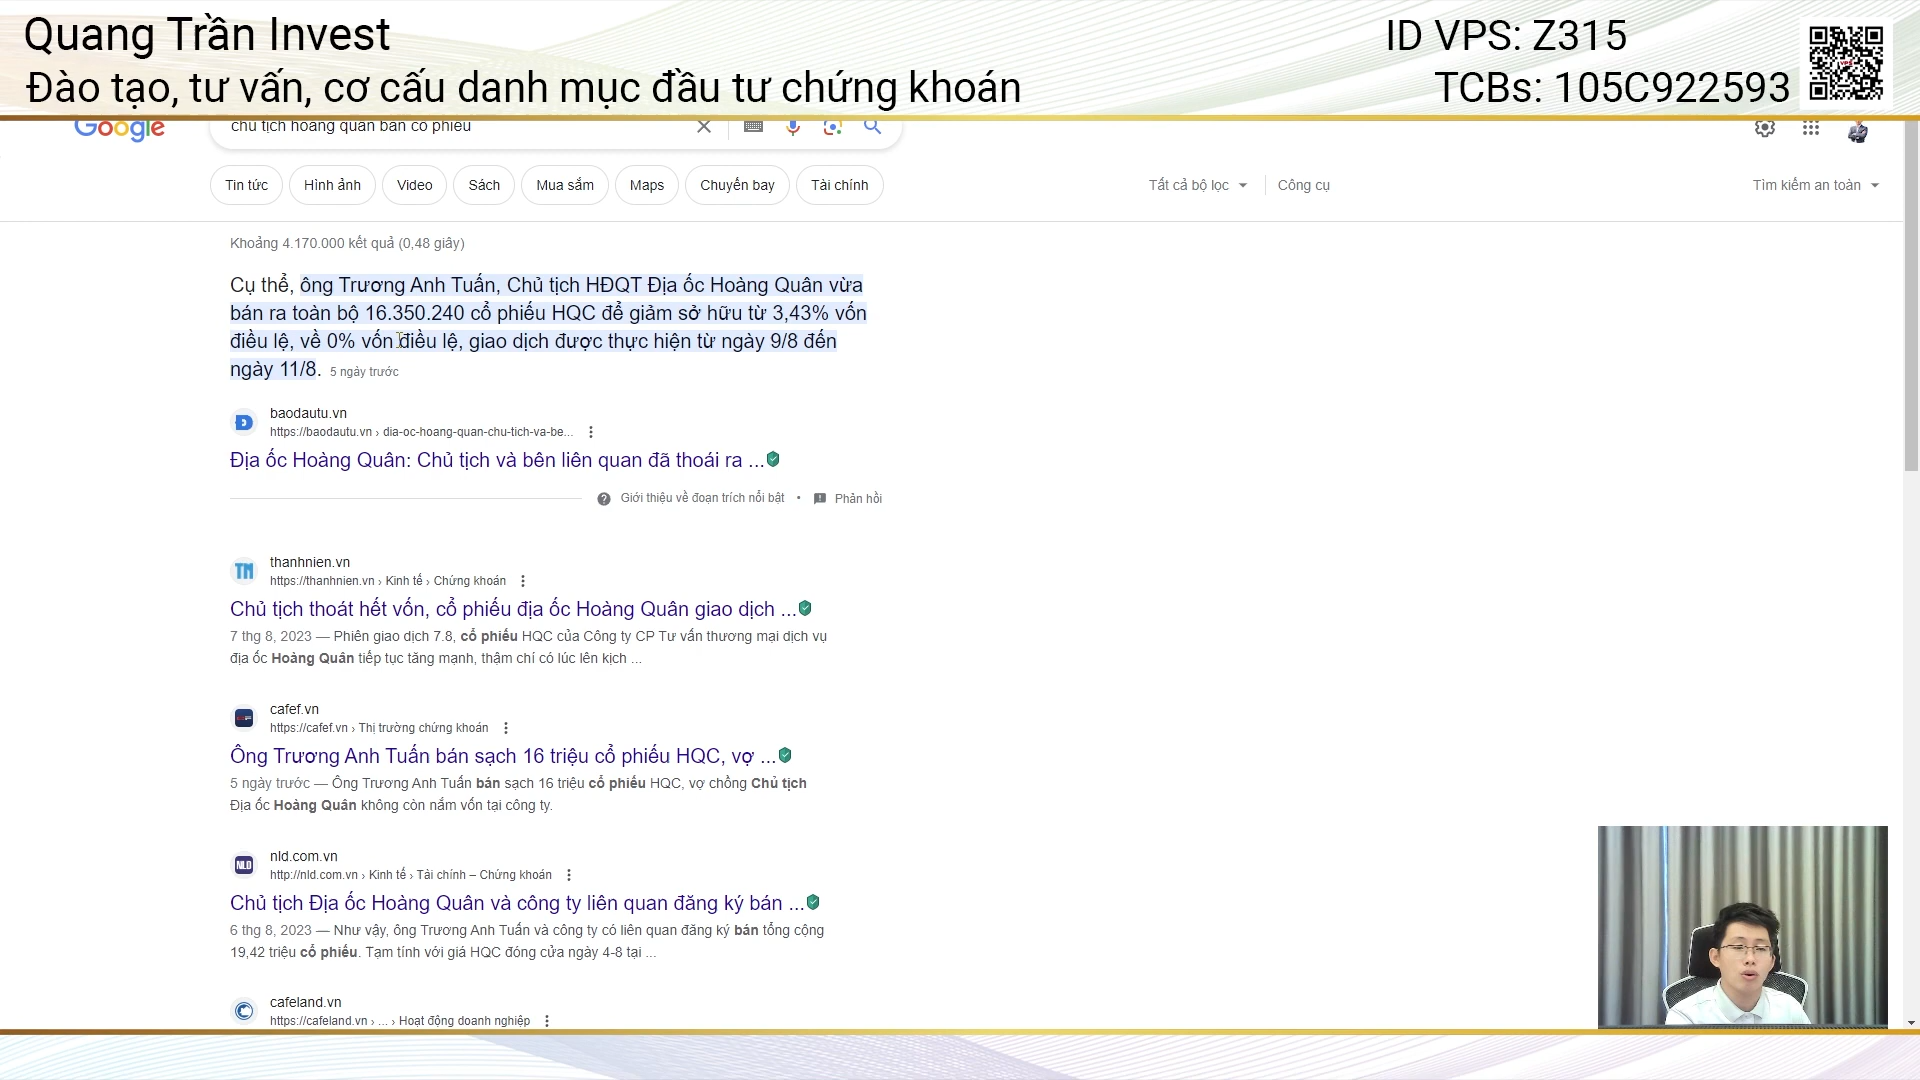 Quang Trần Invest
Đào tạo, tư vấn, cơ cấu danh mục đầu tư chứng khoán
ID VPS: Z315
TCBs: 105C922593
Google
chủ tịch hoàng quân bán cổ phiếu
Tin tức
Hình ảnh
Video
Sách
Mua sắm
Maps
Chuyến bay
Tài chính
Tất cả bộ lọc
Công cụ
Tìm kiếm an toàn
Khoảng 4.170.000 kết quả (0,48 giây)
Cụ thể, ông Trương Anh Tuấn, Chủ tịch HĐQT Địa ốc Hoàng Quân vừa
bán ra toàn bộ 16.350.240 cổ phiếu HQC để giảm sở hữu từ 3,43% vốn
điều lệ, về 0% vốn điều lệ, giao dịch được thực hiện từ ngày 9/8 đến
ngày 11/8. 5 ngày trước
baodautu.vn
https://baodautu.vn › dia-oc-hoang-quan-chu-tich-va-be...
Địa ốc Hoàng Quân: Chủ tịch và bên liên quan đã thoái ra ...
Giới thiệu về đoạn trích nổi bật • Phản hồi
thanhnien.vn
https://thanhnien.vn › Kinh tế › Chứng khoán
Chủ tịch thoát hết vốn, cổ phiếu địa ốc Hoàng Quân giao dịch ...
7 thg 8, 2023 — Phiên giao dịch 7.8, cổ phiếu HQC của Công ty CP Tư vấn thương mại dịch vụ
địa ốc Hoàng Quân tiếp tục tăng mạnh, thậm chí có lúc lên kịch ...
cafef.vn
https://cafef.vn › Thị trường chứng khoán
Ông Trương Anh Tuấn bán sạch 16 triệu cổ phiếu HQC, vợ ...
5 ngày trước — Ông Trương Anh Tuấn bán sạch 16 triệu cổ phiếu HQC, vợ chồng Chủ tịch
Địa ốc Hoàng Quân không còn nắm vốn tại công ty.
nld.com.vn
http://nld.com.vn › Kinh tế › Tài chính – Chứng khoán
Chủ tịch Địa ốc Hoàng Quân và công ty liên quan đăng ký bán ...
6 thg 8, 2023 — Như vậy, ông Trương Anh Tuấn và công ty có liên quan đăng ký bán tổng cộng
19,42 triệu cổ phiếu. Tạm tính với giá HQC đóng cửa ngày 4-8 tại ...
cafeland.vn
https://cafeland.vn › ... › Hoạt động doanh nghiệp